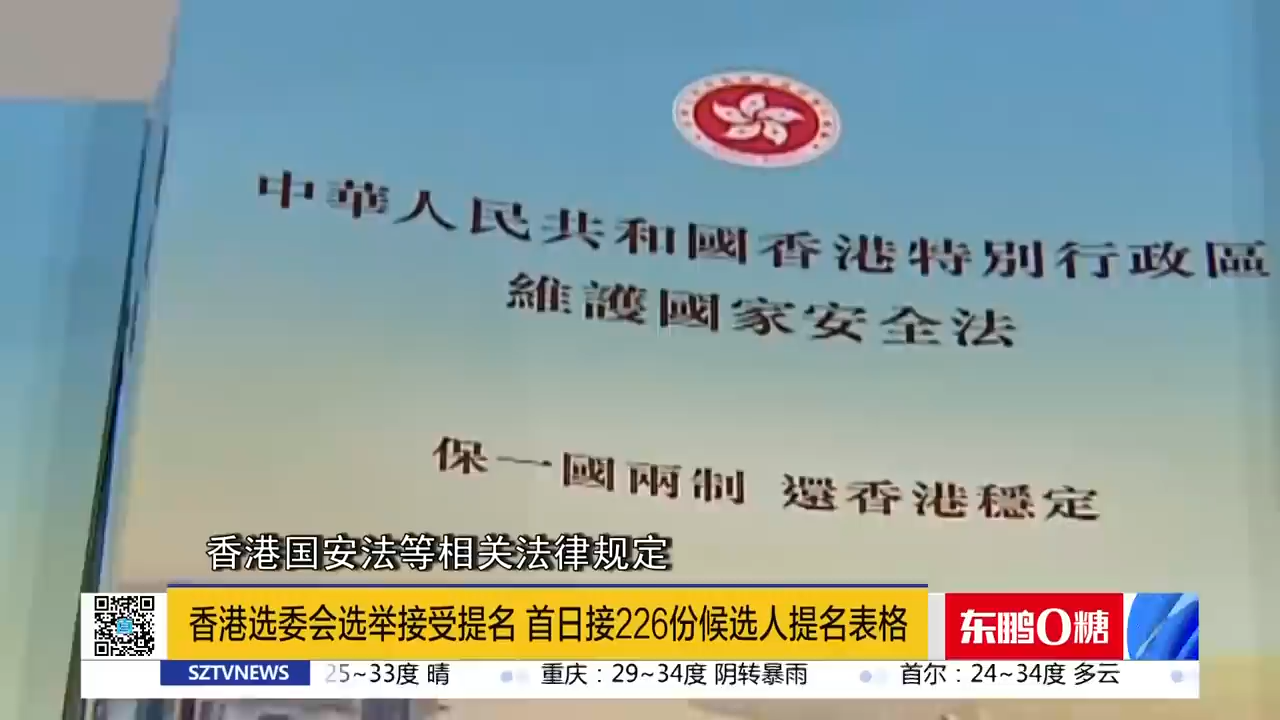 中華人民共和國香港特別行政區
維護國家安全法
保一國兩制 還香港穩定
香港国安法等相关法律规定
香港选委会选举接受提名 首日接226份候选人提名表格
东鹏0糖
SZTVNEWS
25~33度 晴
重庆：29~34度 阴转暴雨
首尔：24~34度 多云